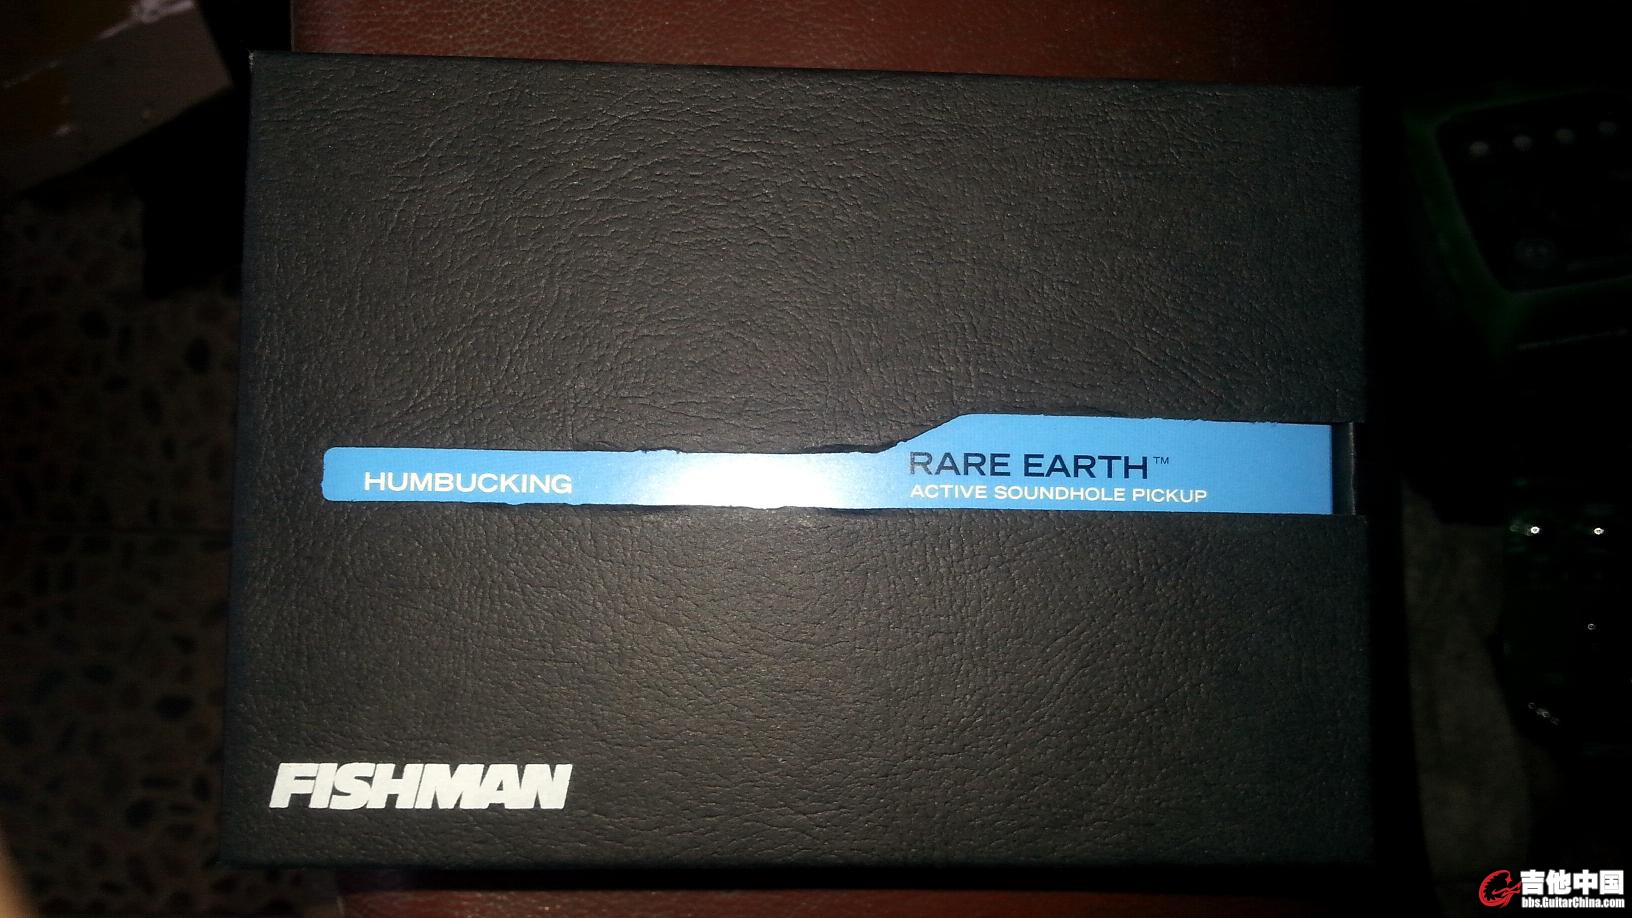 HUMBUCKING
RARE EARTH™
ACTIVE SOUNDHOLE PICKUP
FISHMAN
吉他中国
bbs.GuitarChina.com